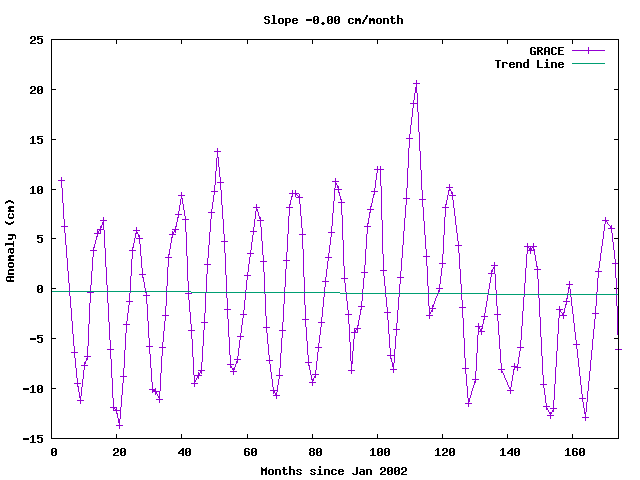 Slope -0.00 cm/month
GRACE
Trend Line
Anomaly (cm)
25
20
15
10
5
0
-5
-10
-15
0 20 40 60 80 100 120 140 160
Months since Jan 2002